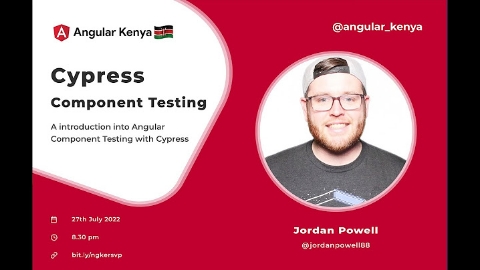 Angular Kenya
@angular_kenya
Cypress
Component Testing
A introduction into Angular
Component Testing with Cypress
27th July 2022
8.30 pm
bit.ly/ngkersvp
Jordan Powell
@jordanpowell88